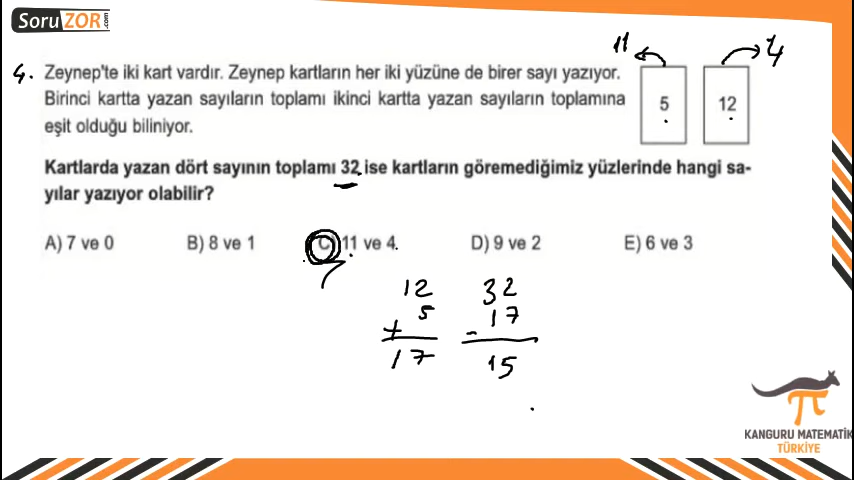 SoruZOR.com
11 4
4. Zeynep'te iki kart vardır. Zeynep kartların her iki yüzüne de birer sayı yazıyor.
Birinci kartta yazan sayıların toplamı ikinci kartta yazan sayıların toplamına
eşit olduğu biliniyor.
5 12
Kartlarda yazan dört sayının toplamı 32 ise kartların göremediğimiz yüzlerinde hangi sa-
yılar yazıyor olabilir?
A) 7 ve 0 B) 8 ve 1 C) 11 ve 4 D) 9 ve 2 E) 6 ve 3
12 32
+ 5 - 17
17 15
KANGURU MATEMATİK
TÜRKİYE